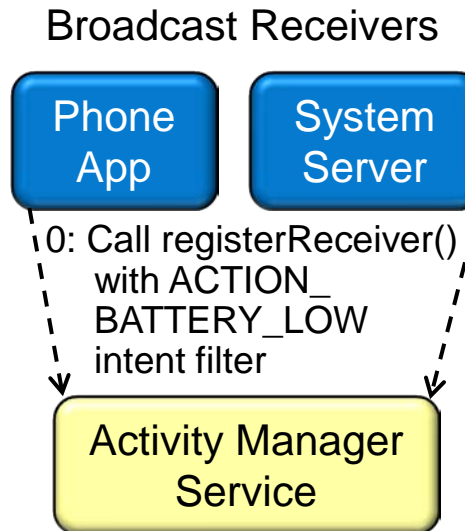 Broadcast Receivers
Phone
App
System
Server
0: Call registerReceiver()
with ACTION_
BATTERY_LOW
intent filter
Activity Manager
Service